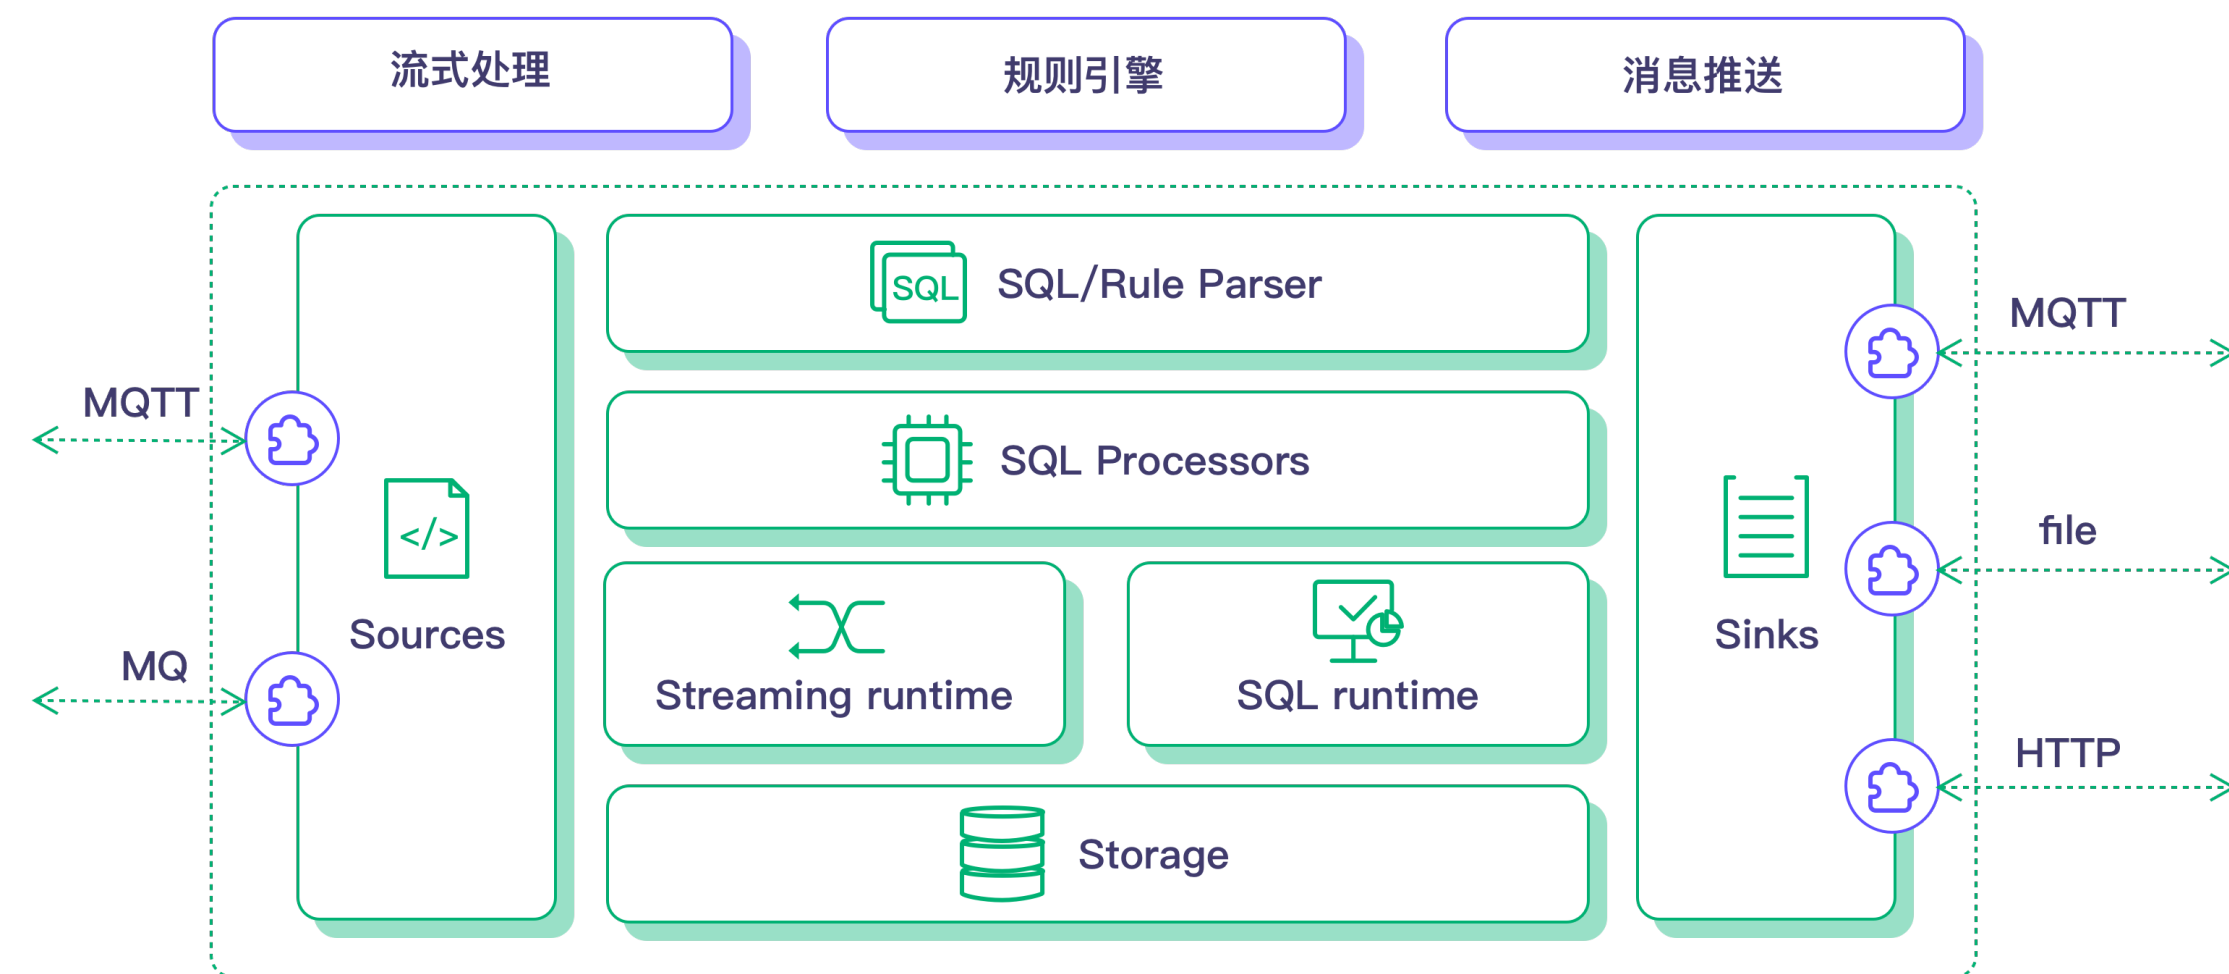 流式处理
规则引擎
消息推送
SQL
SQL/Rule Parser
MQTT
MQTT
SQL Processors
</>
file
Sources
Sinks
MQ
Streaming runtime
SQL runtime
HTTP
Storage